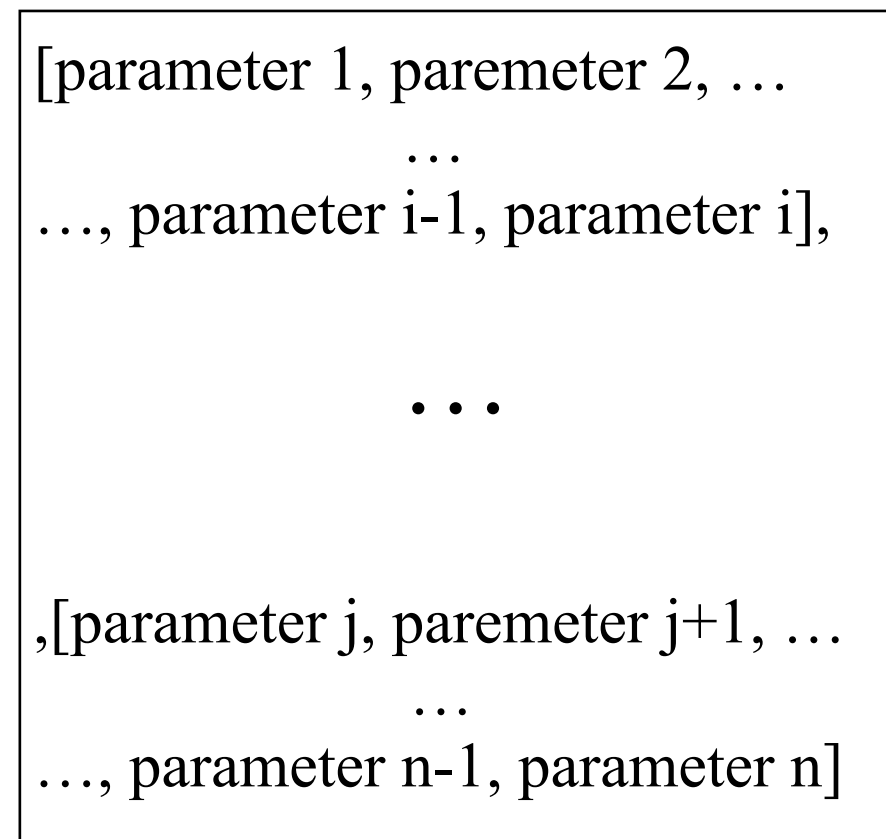 [parameter 1, paremeter 2, …
…
…, parameter i-1, parameter i],
…
,[parameter j, paremeter j+1, …
…
…, parameter n-1, parameter n]